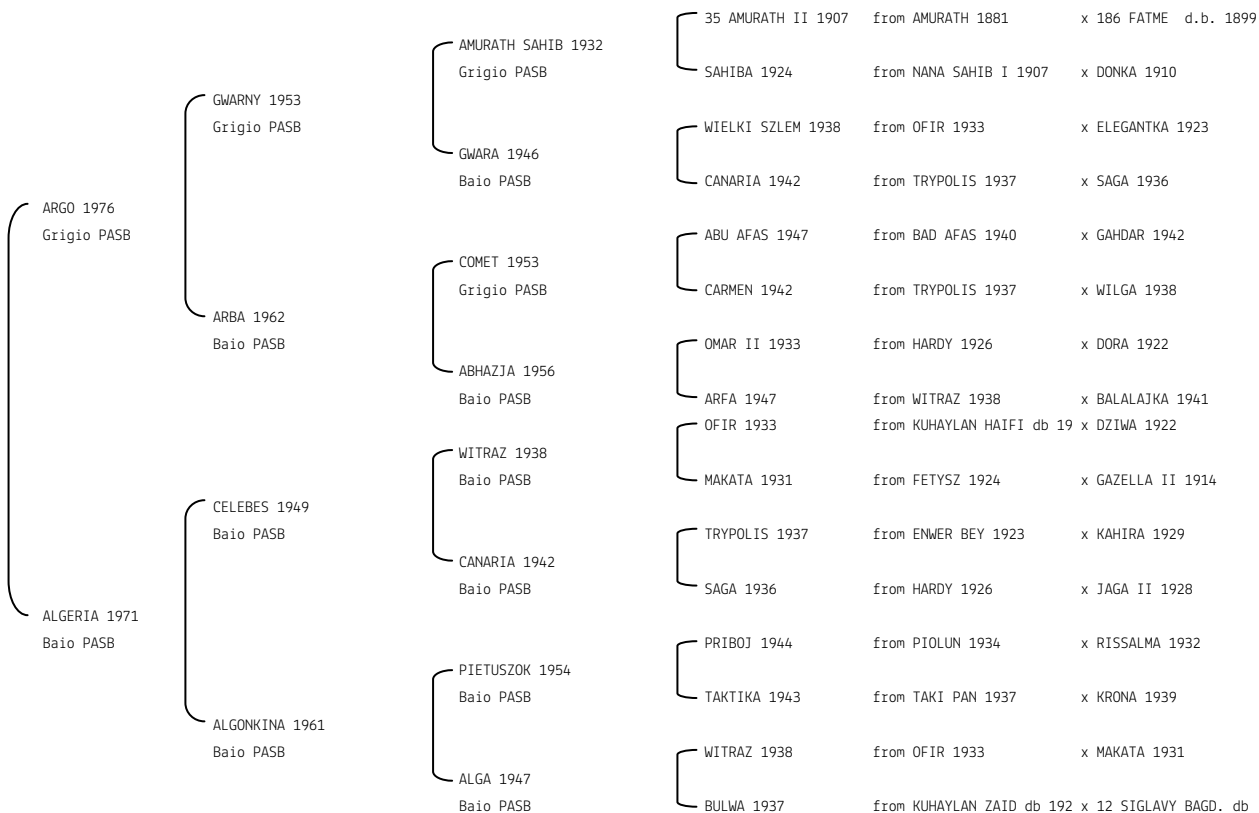 35 AMURATH II 1907 from AMURATH 1881 x 186 FATME d.b. 1899
AMURATH SAHIB 1932
Grigio PASB
SAHIBA 1924 from NANA SAHIB I 1907 x DONKA 1910
GWARNY 1953
Grigio PASB
WIELKI SZLEM 1938 from OFIR 1933 x ELEGANTKA 1923
GWARA 1946
Baio PASB
CANARIA 1942 from TRYPOLIS 1937 x SAGA 1936
ARGO 1976
Grigio PASB
ABU AFAS 1947 from BAD AFAS 1940 x GAHDAR 1942
COMET 1953
Grigio PASB
CARMEN 1942 from TRYPOLIS 1937 x WILGA 1938
ARBA 1962
Baio PASB
OMAR II 1933 from HARDY 1926 x DORA 1922
ABHAZJA 1956
Baio PASB
ARFA 1947 from WITRAZ 1938 x BALALAJKA 1941
OFIR 1933 from KUHAYLAN HAIFI db 19 x DZIWA 1922
WITRAZ 1938
Baio PASB
MAKATA 1931 from FETYSZ 1924 x GAZELLA II 1914
CELEBES 1949
Baio PASB
TRYPOLIS 1937 from ENWER BEY 1923 x KAHIRA 1929
CANARIA 1942
Baio PASB
SAGA 1936 from HARDY 1926 x JAGA II 1928
ALGERIA 1971
Baio PASB
PRIBOJ 1944 from PIOLUN 1934 x RISSALMA 1932
PIETUSZOK 1954
Baio PASB
TAKTIKA 1943 from TAKI PAN 1937 x KRONA 1939
ALGONKINA 1961
Baio PASB
WITRAZ 1938 from OFIR 1933 x MAKATA 1931
ALGA 1947
Baio PASB
BULWA 1937 from KUHAYLAN ZAID db 192 x 12 SIGLAVY BAGD. db